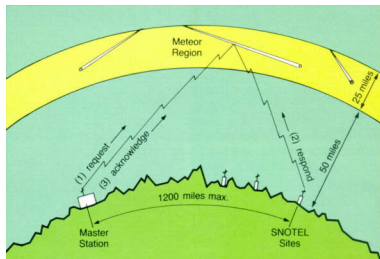 Meteor
Region
25 miles
(1) request
(3) acknowledge
(2) respond
50 miles
1200 miles max.
Master
Station
SNOTEL
Sites